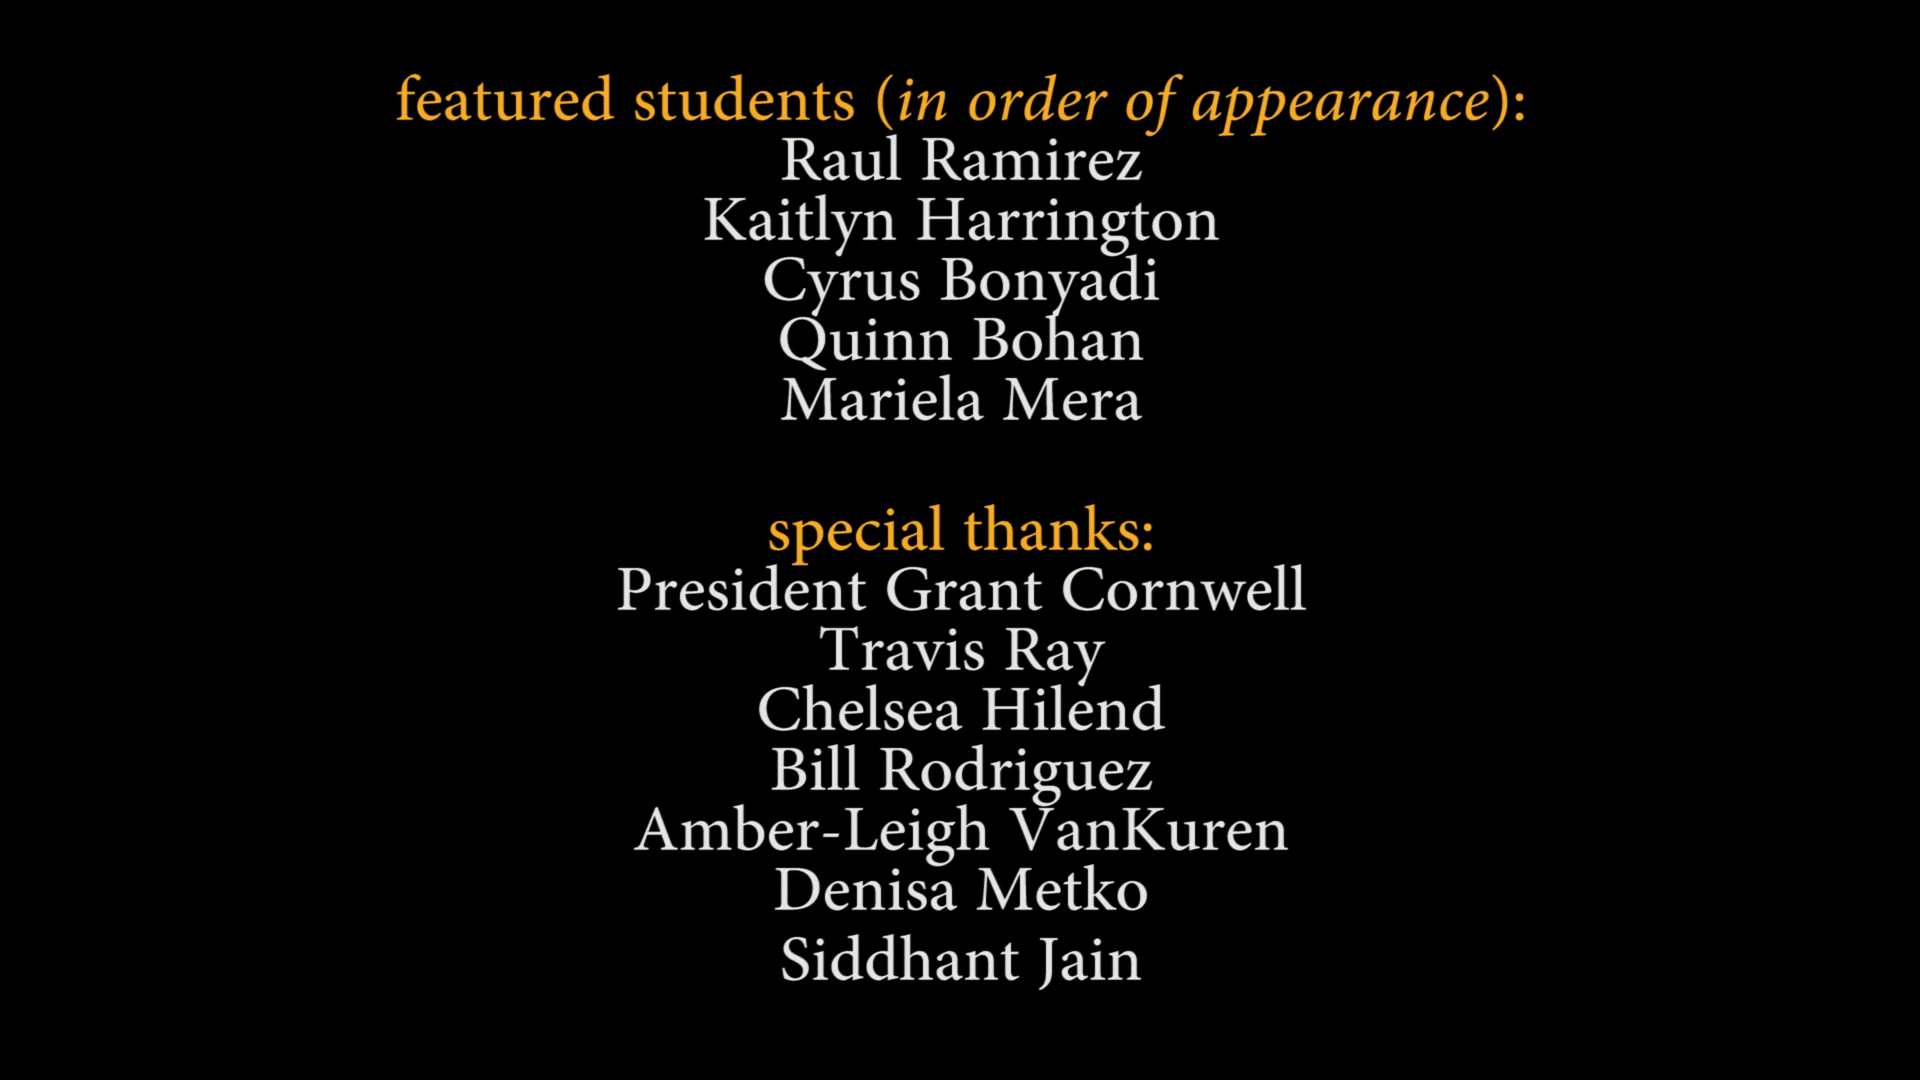 featured students (in order of appearance):
Raul Ramirez
Kaitlyn Harrington
Cyrus Bonyadi
Quinn Bohan
Mariela Mera
special thanks:
President Grant Cornwell
Travis Ray
Chelsea Hilend
Bill Rodriguez
Amber-Leigh VanKuren
Denisa Metko
Siddhant Jain